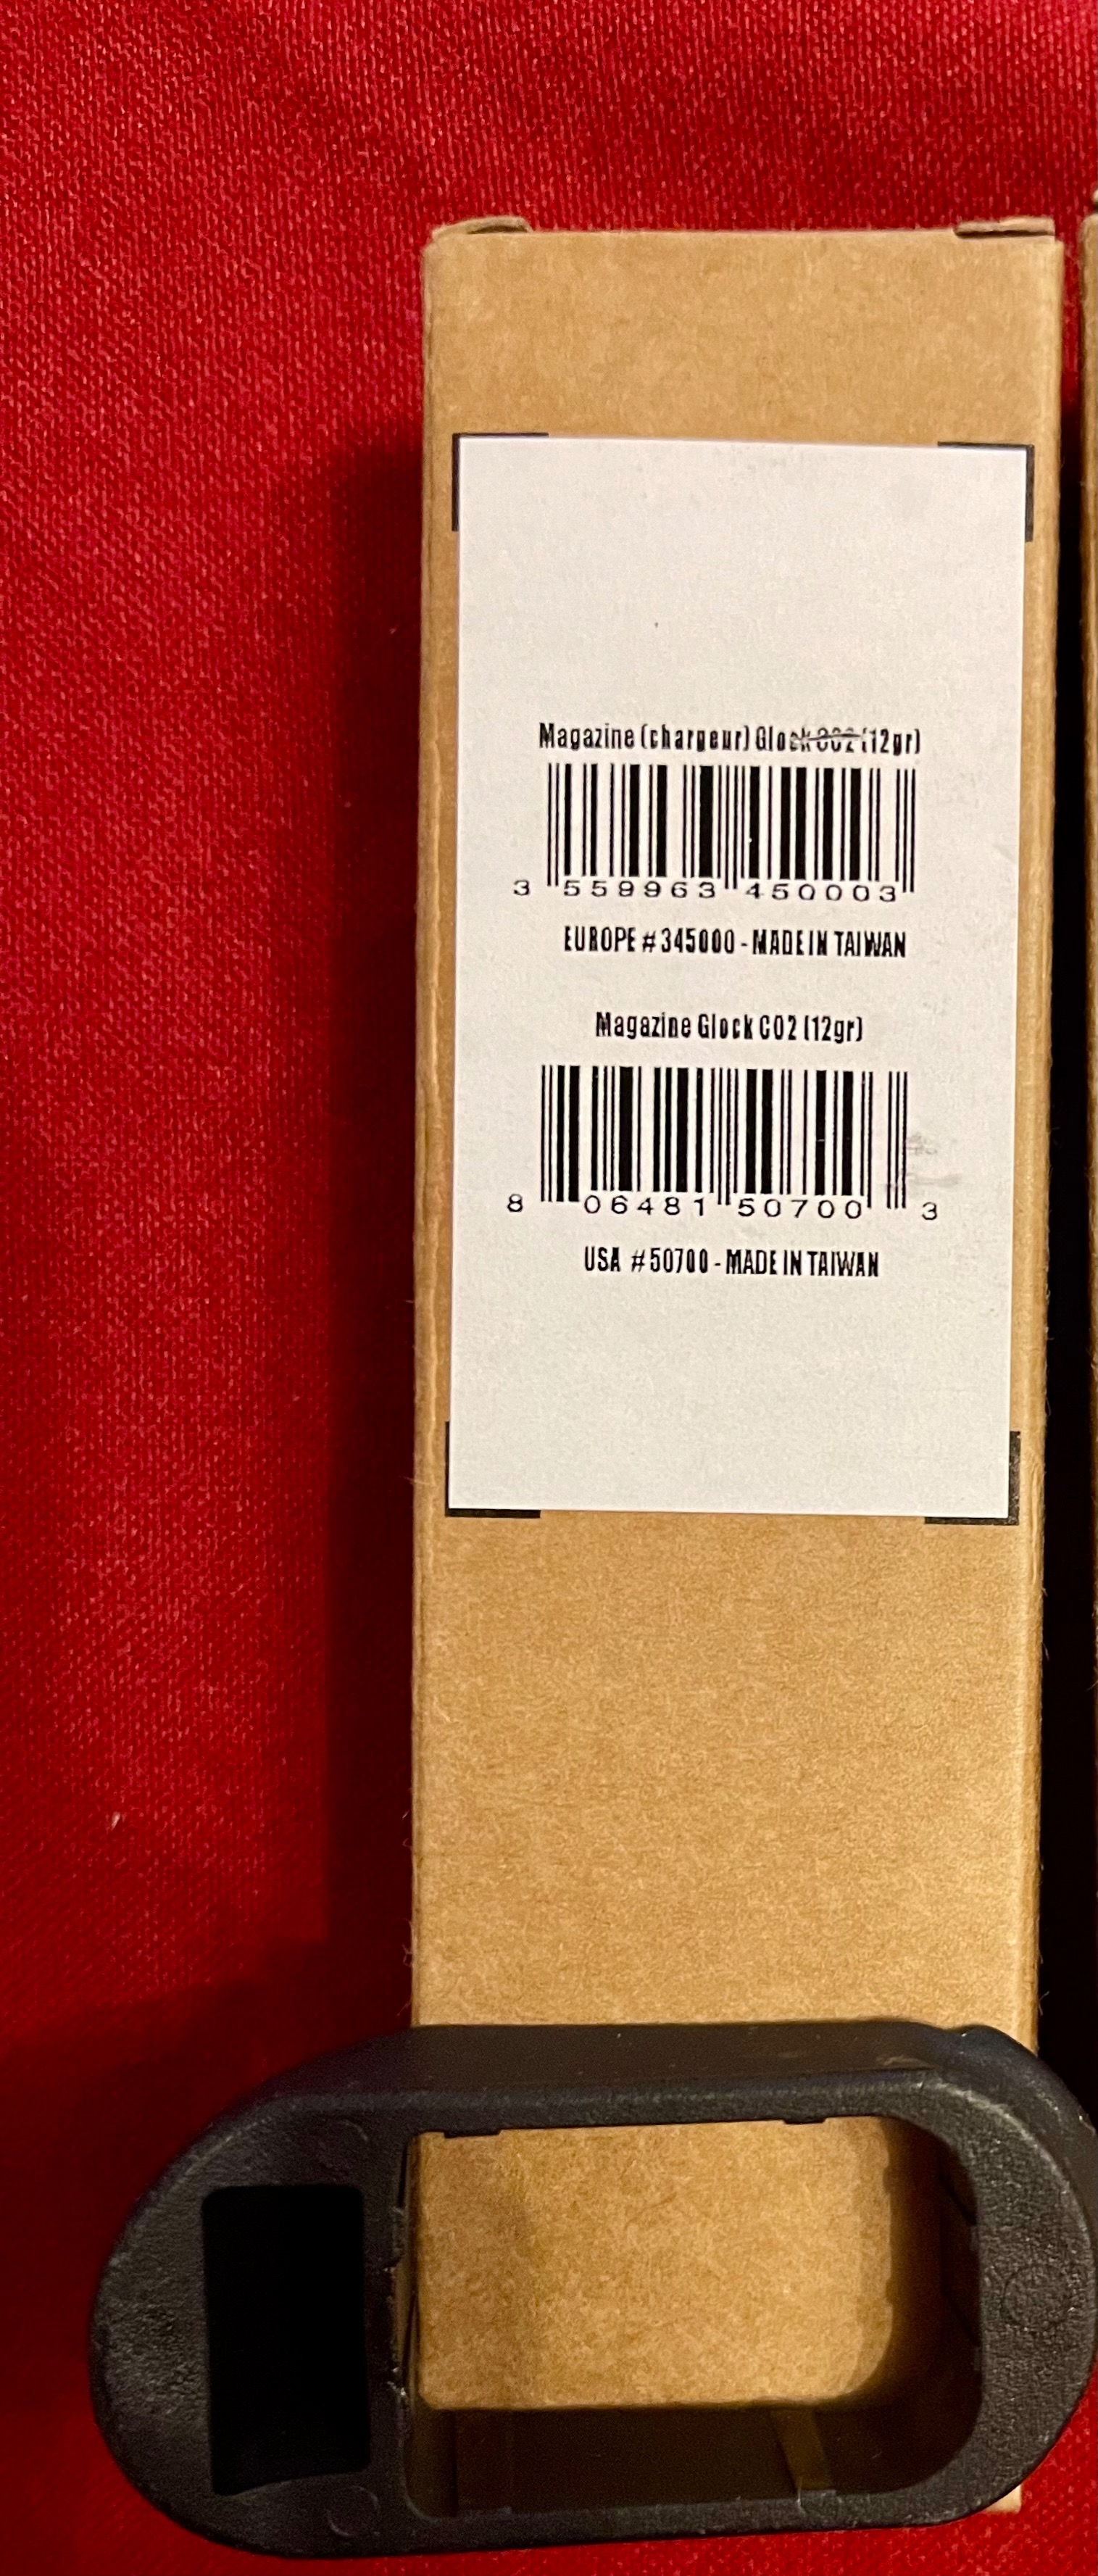 Magazine (chargeur) Glock CO2 (12gr)
3 559963 450003
EUROPE # 345000 - MADE IN TAIWAN
Magazine Glock CO2 (12gr)
8 06481 50700 3
USA # 50700 - MADE IN TAIWAN